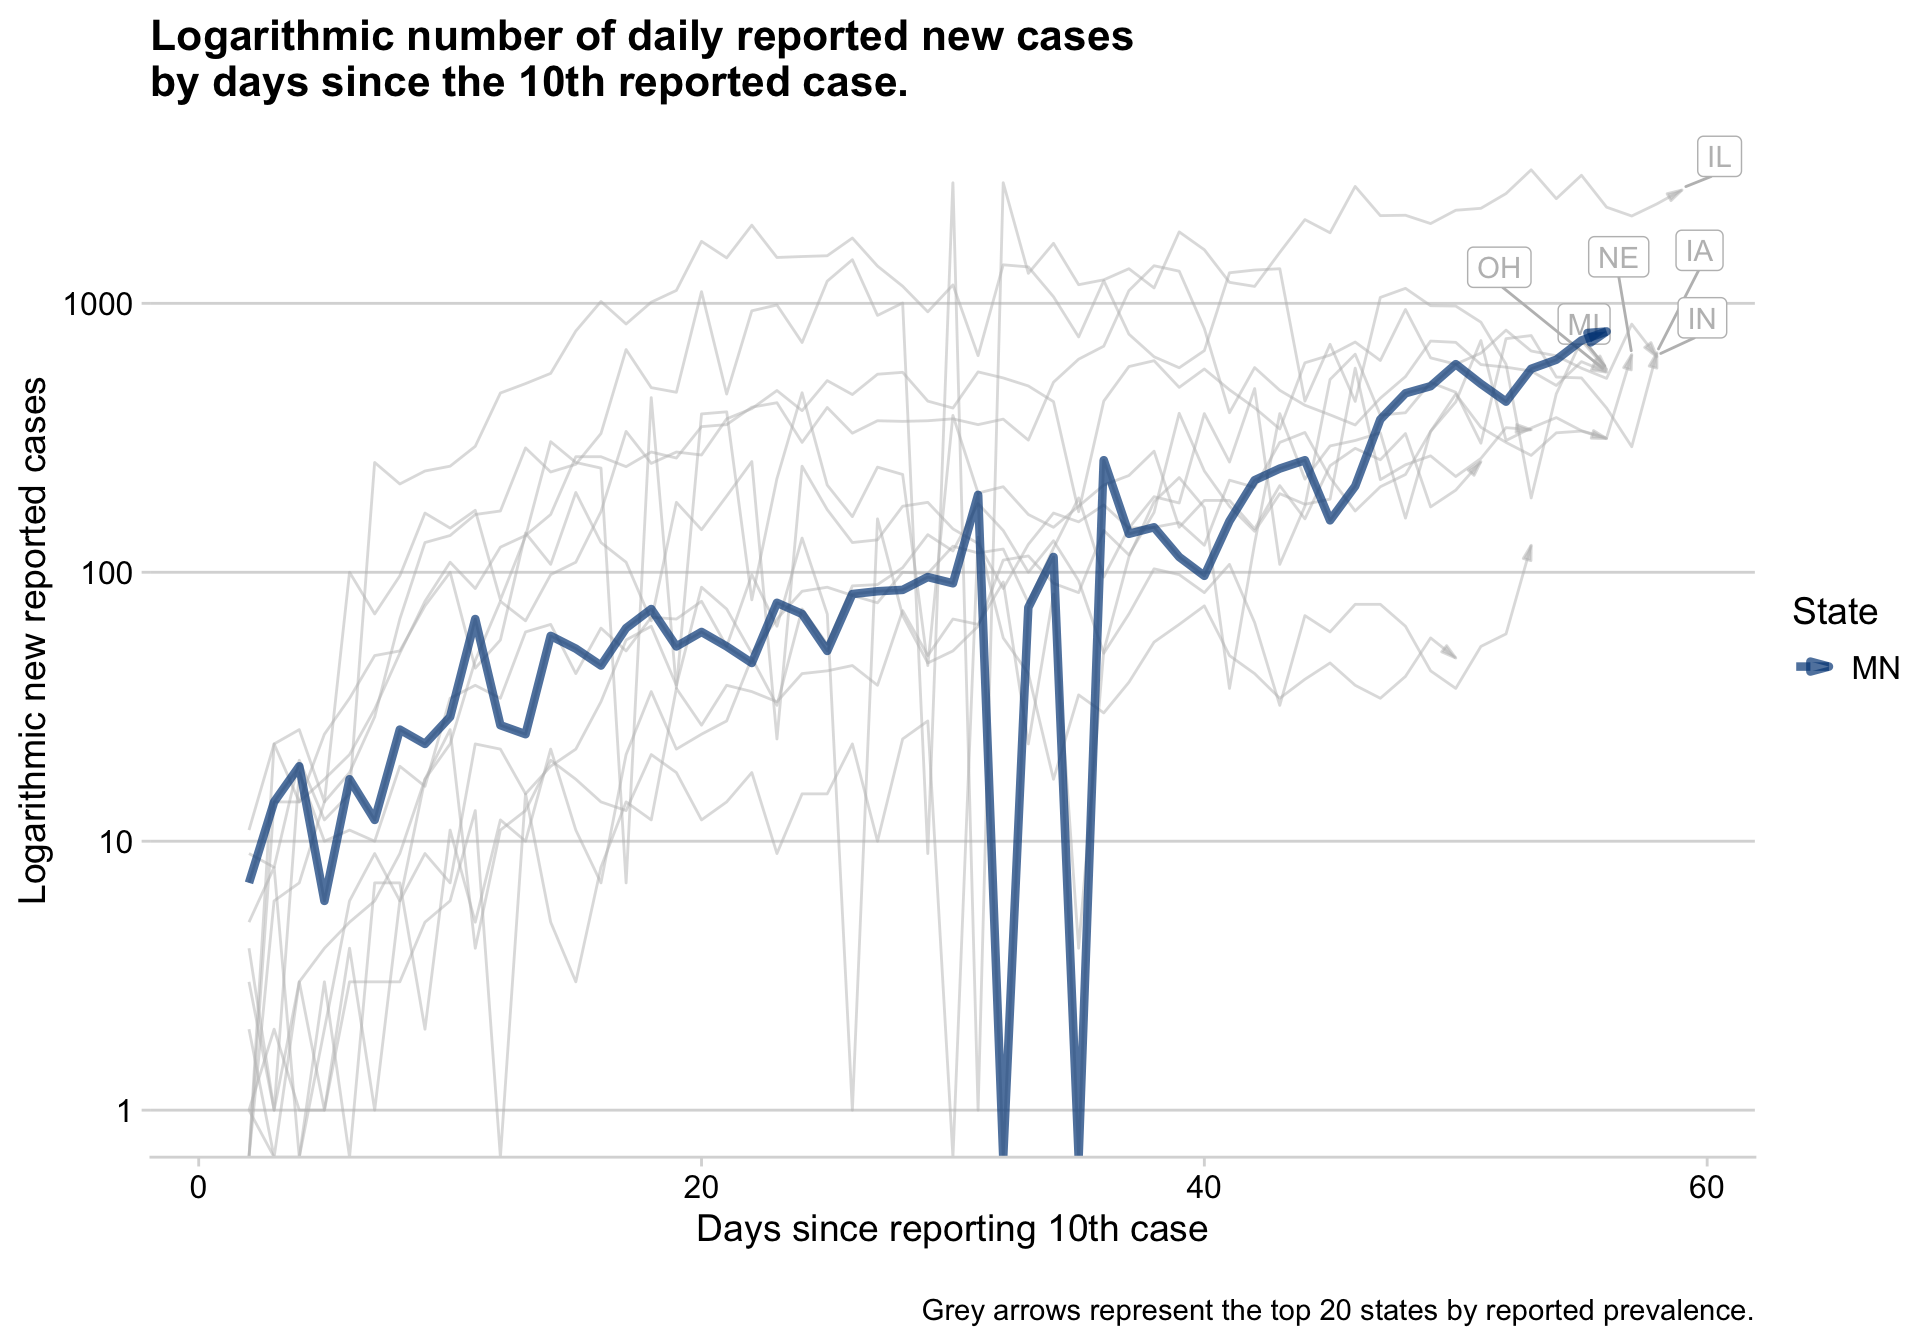 Logarithmic number of daily reported new cases
by days since the 10th reported case.
IL
IA
NE
OH
IN
MI
1000
100
10
1
Logarithmic new reported cases
0
20
40
60
Days since reporting 10th case
State
MN
Grey arrows represent the top 20 states by reported prevalence.